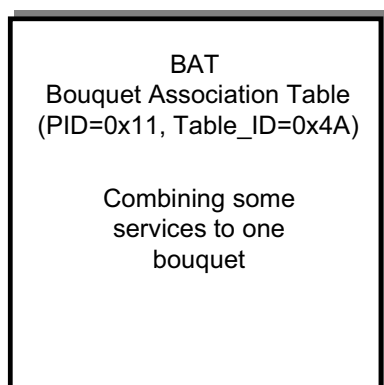 BAT
Bouquet Association Table
(PID=0x11, Table_ID=0x4A)
Combining some
services to one
bouquet